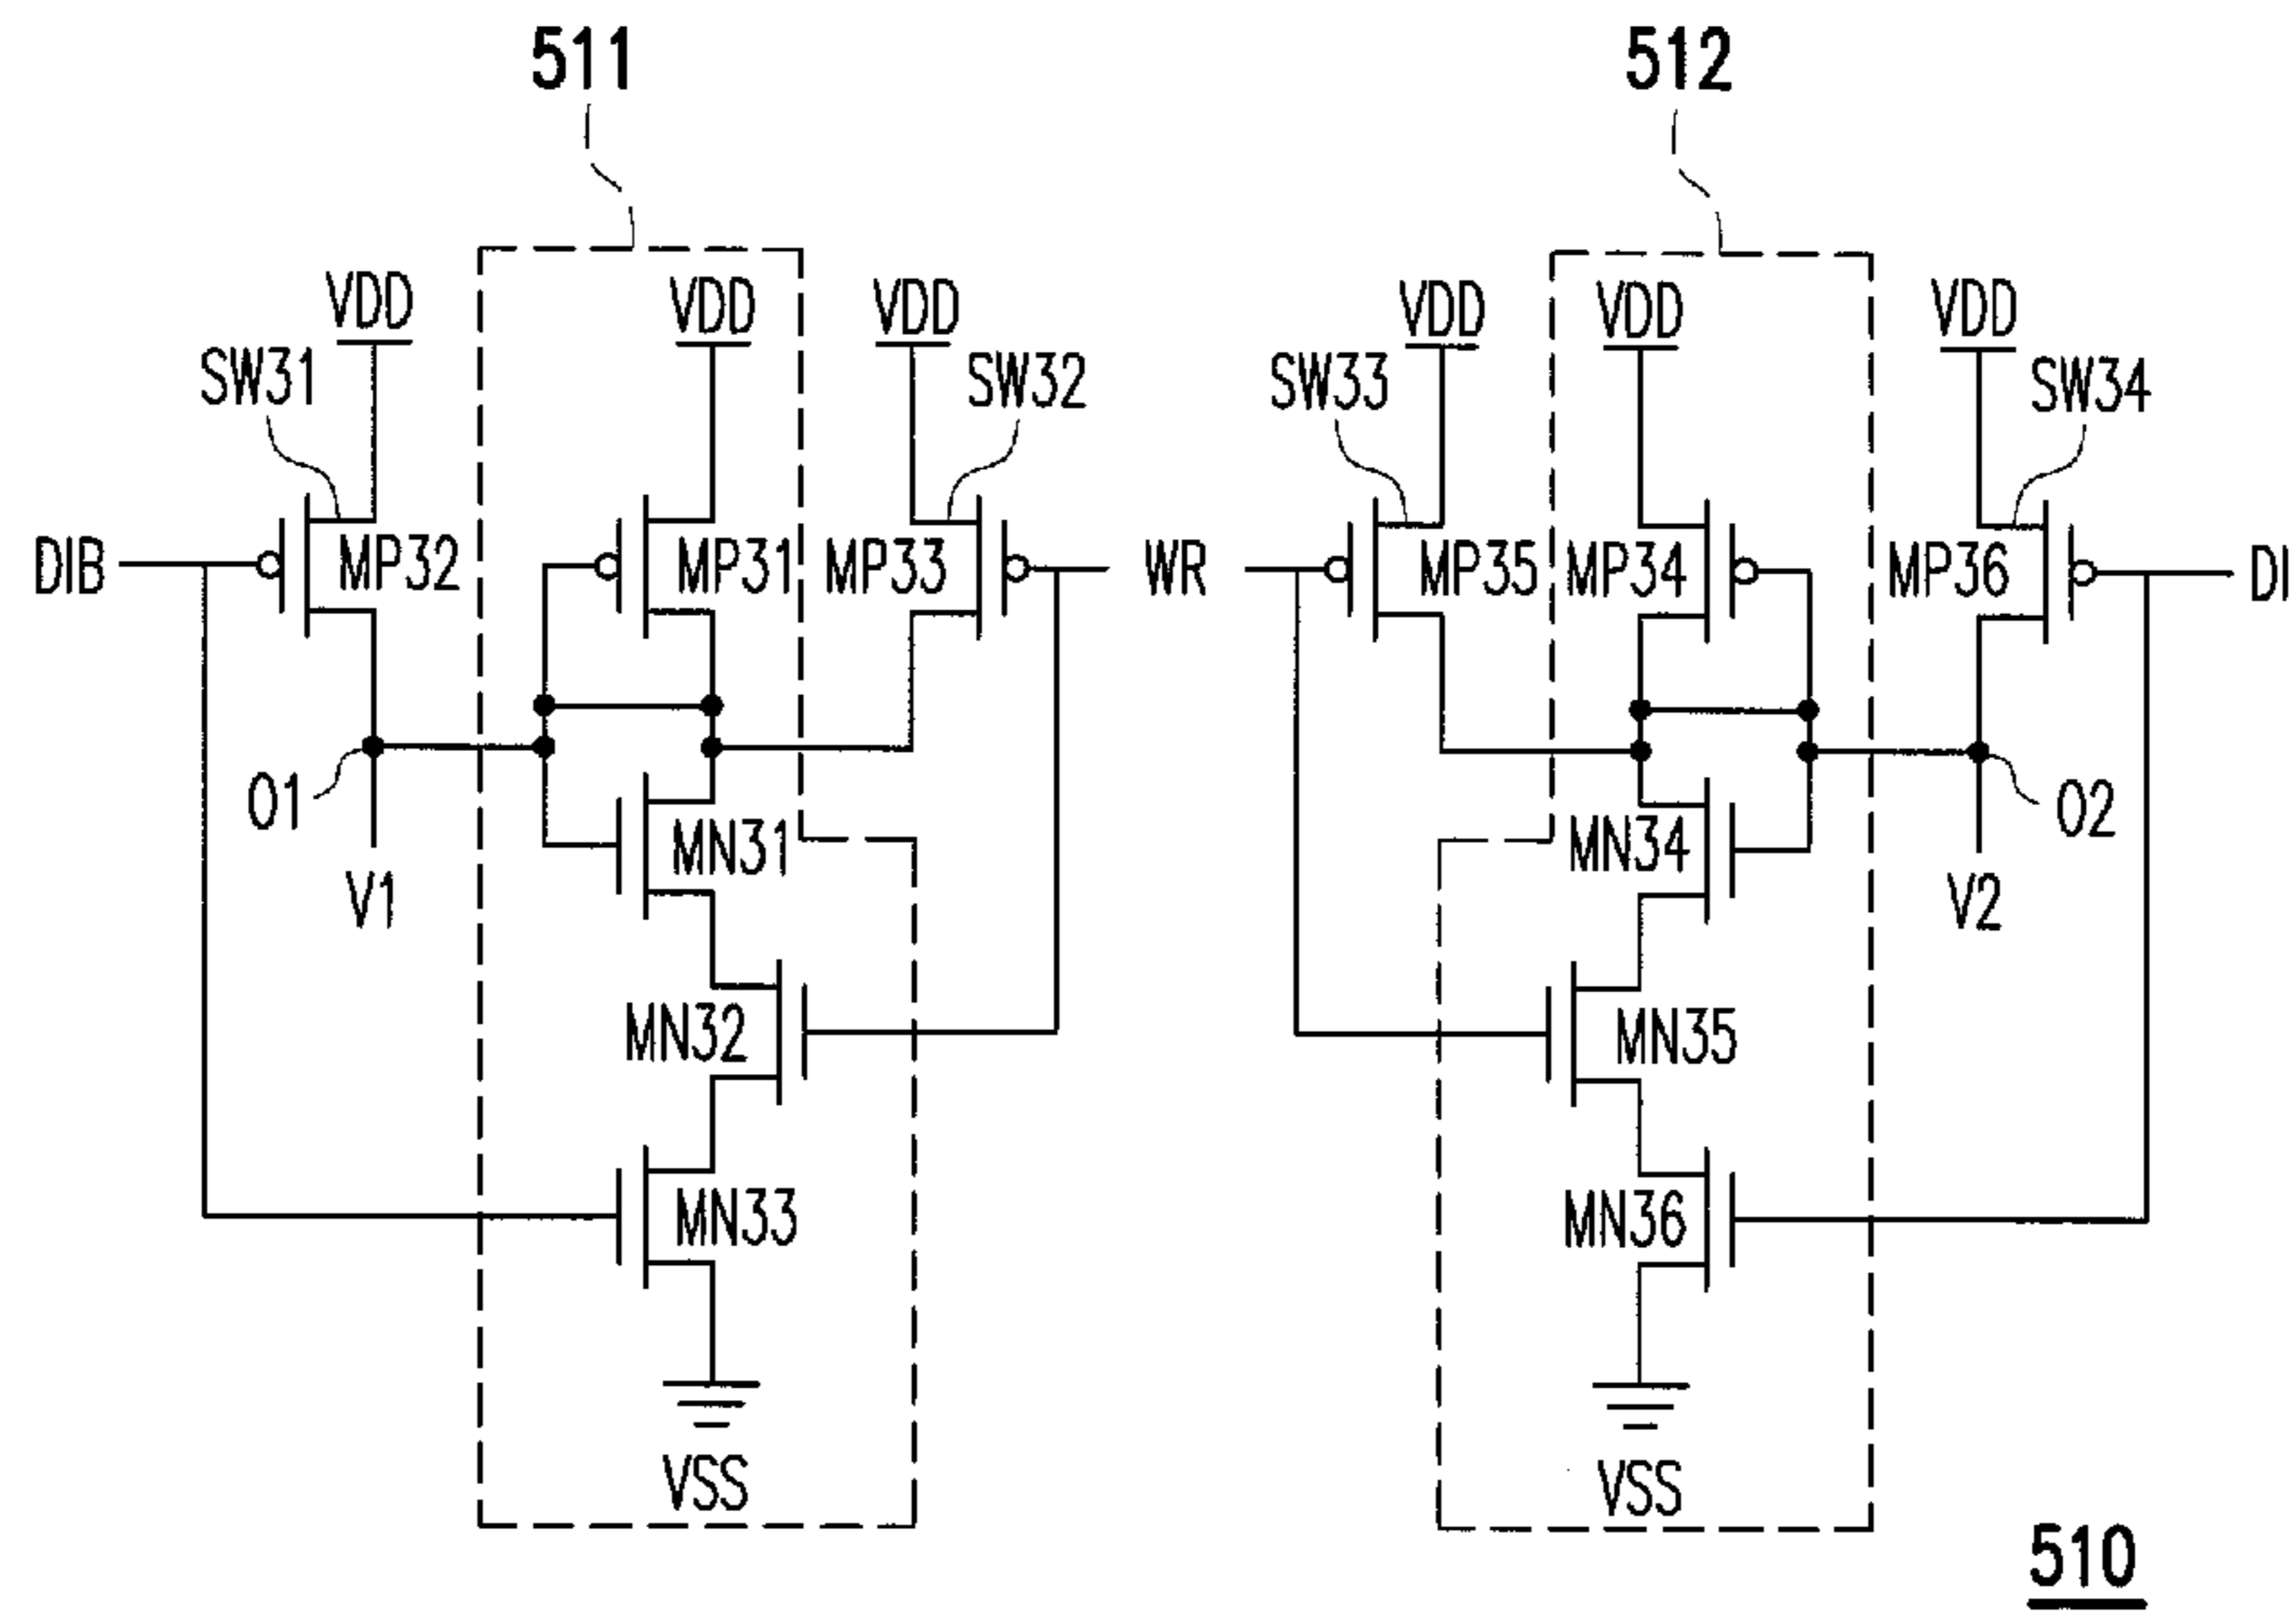 511
512
VDD
VDD
VDD
VDD
VDD
VDD
SW31
SW32
SW33
SW34
DIB
MP32
MP31
MP33
WR
MP35
MP34
MP36
DI
O1
MN31
MN34
O2
V1
V2
MN32
MN35
MN33
MN36
VSS
VSS
510